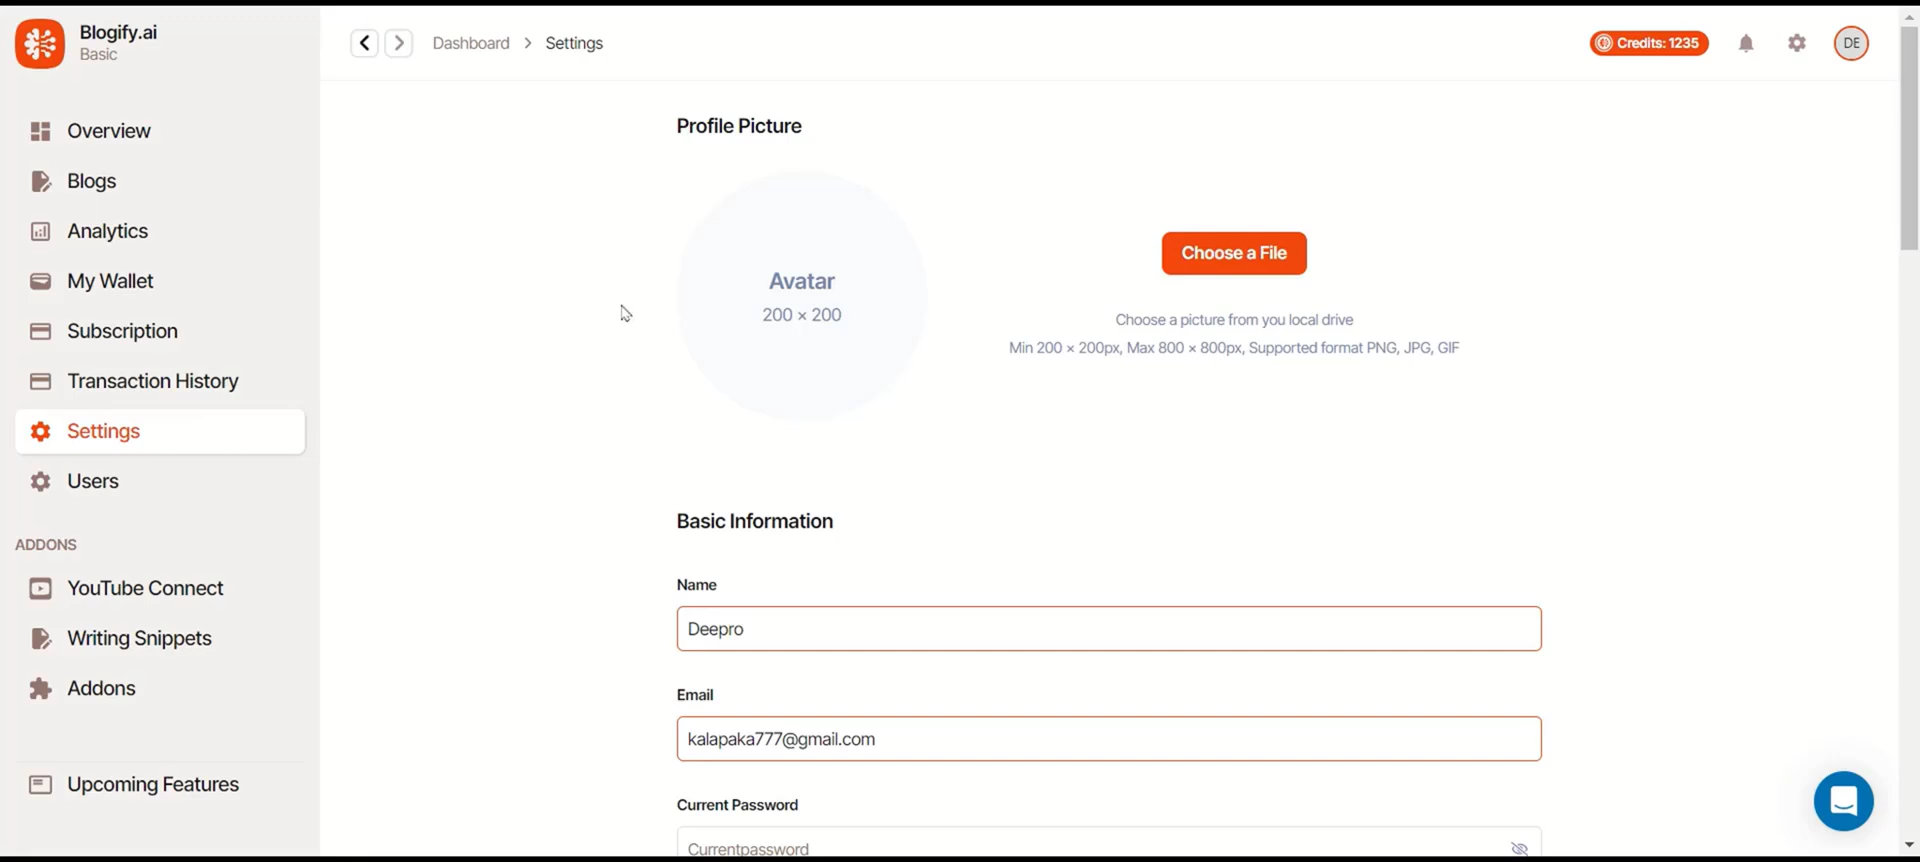 Blogify.ai
Basic
Overview
Blogs
Analytics
My Wallet
Subscription
Transaction History
Settings
Users
ADDONS
YouTube Connect
Writing Snippets
Addons
Upcoming Features
Dashboard > Settings
Credits: 1235
DE
Profile Picture
Avatar
200 × 200
Choose a File
Choose a picture from you local drive
Min 200 × 200px, Max 800 × 800px, Supported format PNG, JPG, GIF
Basic Information
Name
Deepro
Email
kalapaka777@gmail.com
Current Password
Currentpassword